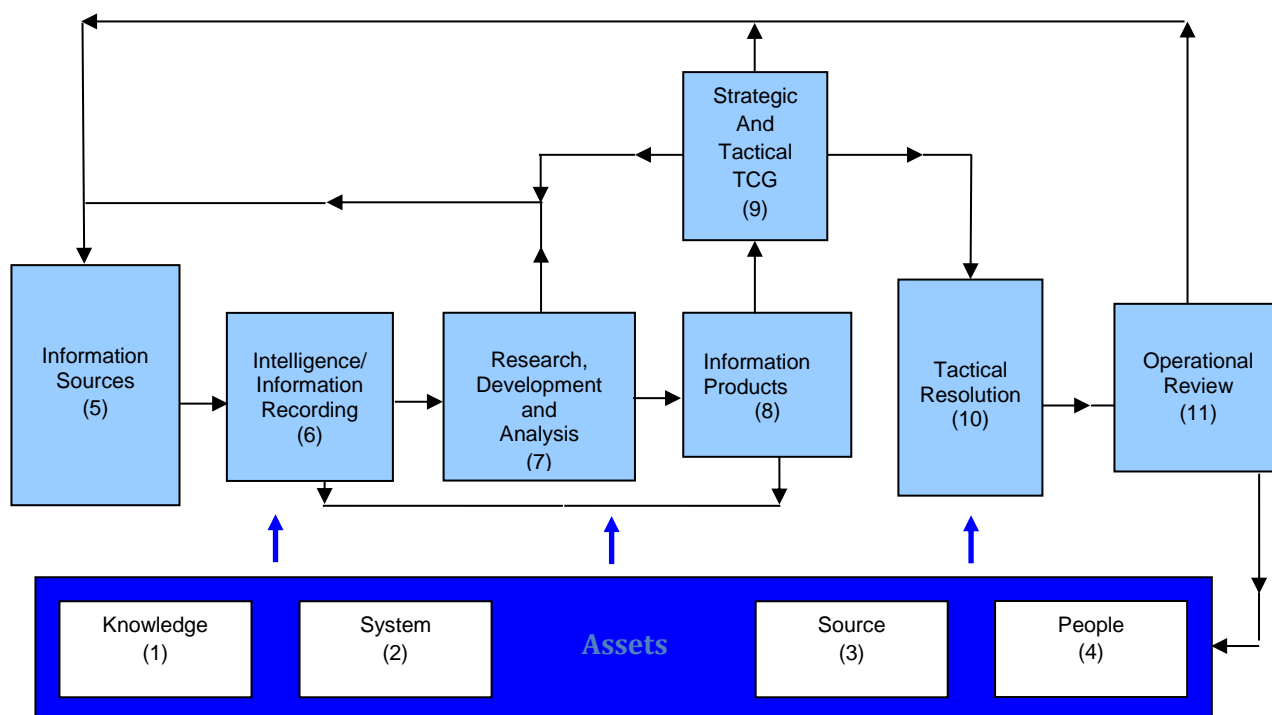 Strategic
And
Tactical
TCG
(9)
Information
Sources
(5)
Intelligence/
Information
Recording
(6)
Research,
Development
and
Analysis
(7)
Information
Products
(8)
Tactical
Resolution
(10)
Operational
Review
(11)
Knowledge
(1)
System
(2)
Assets
Source
(3)
People
(4)